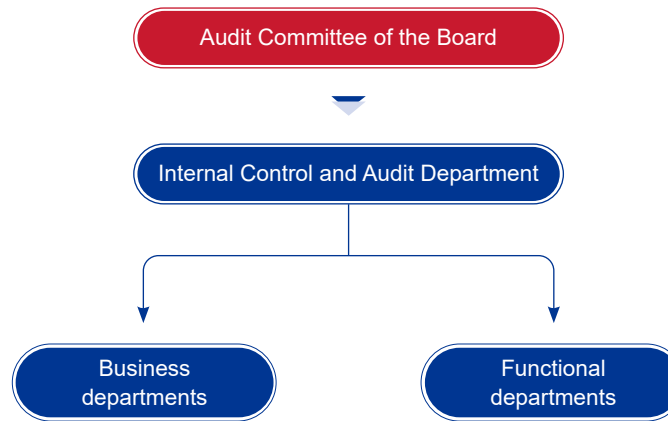 Audit Committee of the Board
Internal Control and Audit Department
Business
departments
Functional
departments